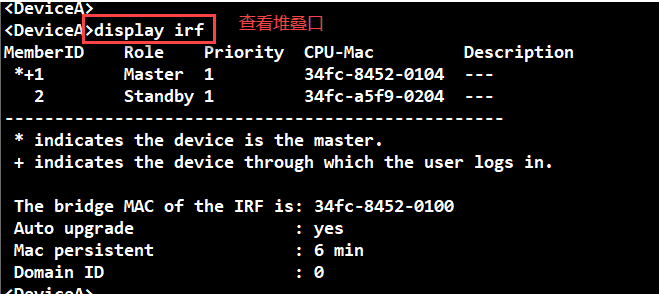 <DeviceA>
<DeviceA>display irf 查看堆叠口
MemberID    Role    Priority  CPU-Mac         Description
 *+1        Master  1         34fc-8452-0104  ---
   2        Standby 1         34fc-a5f9-0204  ---
--------------------------------------------------
 * indicates the device is the master.
 + indicates the device through which the user logs in.

 The bridge MAC of the IRF is: 34fc-8452-0100
 Auto upgrade                : yes
 Mac persistent              : 6 min
 Domain ID                   : 0
<DeviceA>